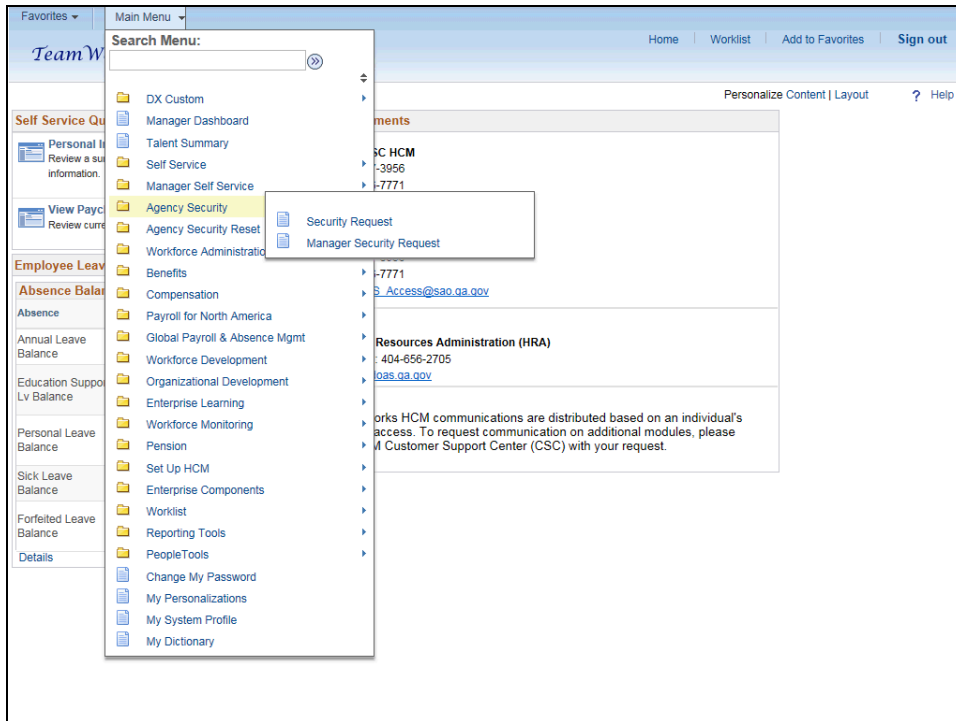 Favorites Main Menu
TeamW
Home Worklist Add to Favorites Sign out
Search Menu:
Personalize Content | Layout ? Help
Self Service Qu
Personal I
Review a su
information.
View Payc
Review curre
Employee Leav
Absence Balan
Absence
Annual Leave
Balance
Education Suppor
Lv Balance
Personal Leave
Balance
Sick Leave
Balance
Forfeited Leave
Balance
Details
DX Custom
Manager Dashboard
Talent Summary
Self Service
Manager Self Service
Agency Security
Agency Security Reset
Workforce Administratio
Benefits
Compensation
Payroll for North America
Global Payroll & Absence Mgmt
Workforce Development
Organizational Development
Enterprise Learning
Workforce Monitoring
Pension
Set Up HCM
Enterprise Components
Worklist
Reporting Tools
PeopleTools
Change My Password
My Personalizations
My System Profile
My Dictionary
Security Request
Manager Security Request
ments
SC HCM
-3956
-7771
-7771
S_Access@sao.ga.gov
Resources Administration (HRA)
: 404-656-2705
doas.ga.gov
orks HCM communications are distributed based on an individual's
access. To request communication on additional modules, please
M Customer Support Center (CSC) with your request.